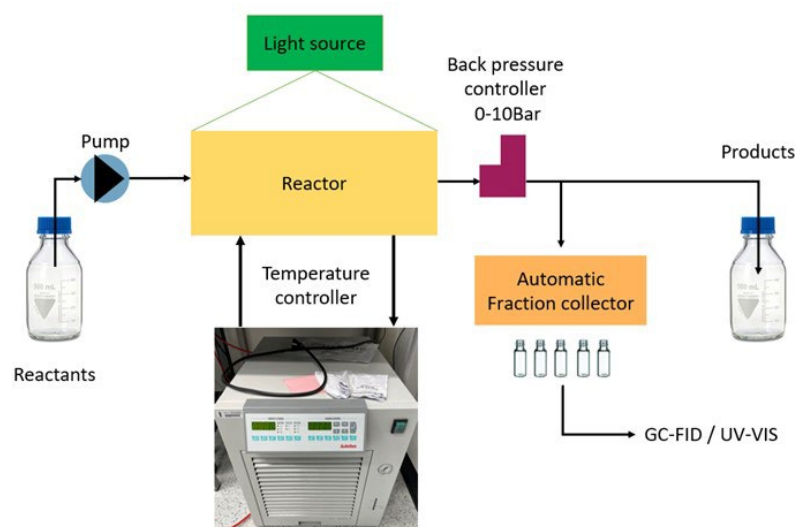 Light source
Back pressure
controller
0-10Bar
Pump
Products
Reactor
Temperature
controller
Automatic
Fraction collector
Reactants
GC-FID / UV-VIS